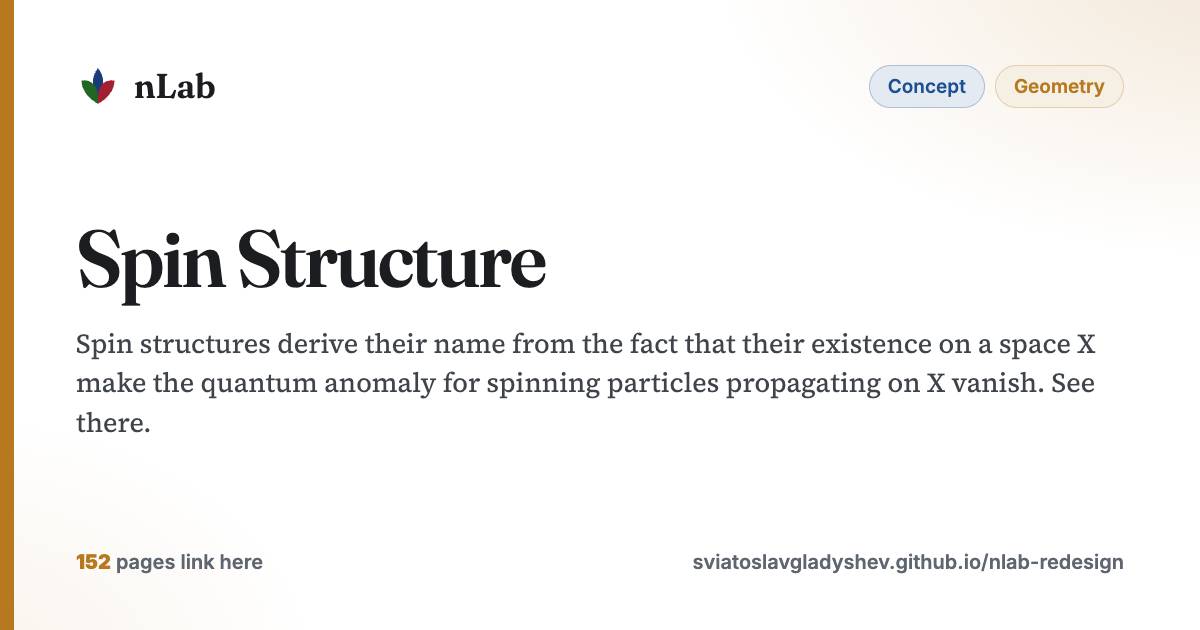 nLab
Concept
Geometry
Spin Structure
Spin structures derive their name from the fact that their existence on a space X
make the quantum anomaly for spinning particles propagating on X vanish. See
there.
152 pages link here
sviatoslavgladyshev.github.io/nlab-redesign